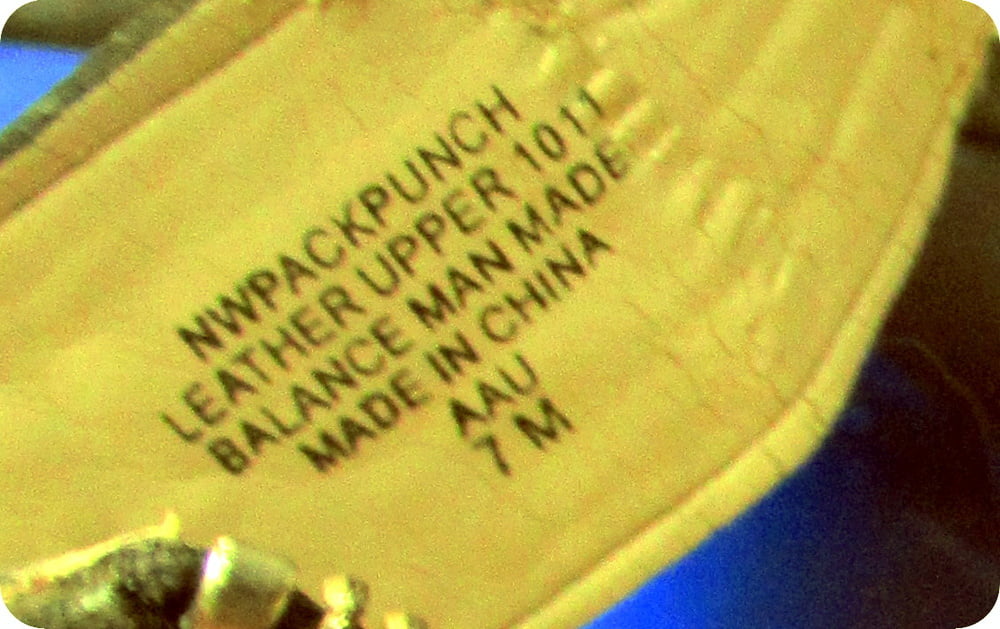 NWPACKPUNCH
LEATHER UPPER 1011
BALANCE MAN MADE
MADE IN CHINA
AAU
7 M